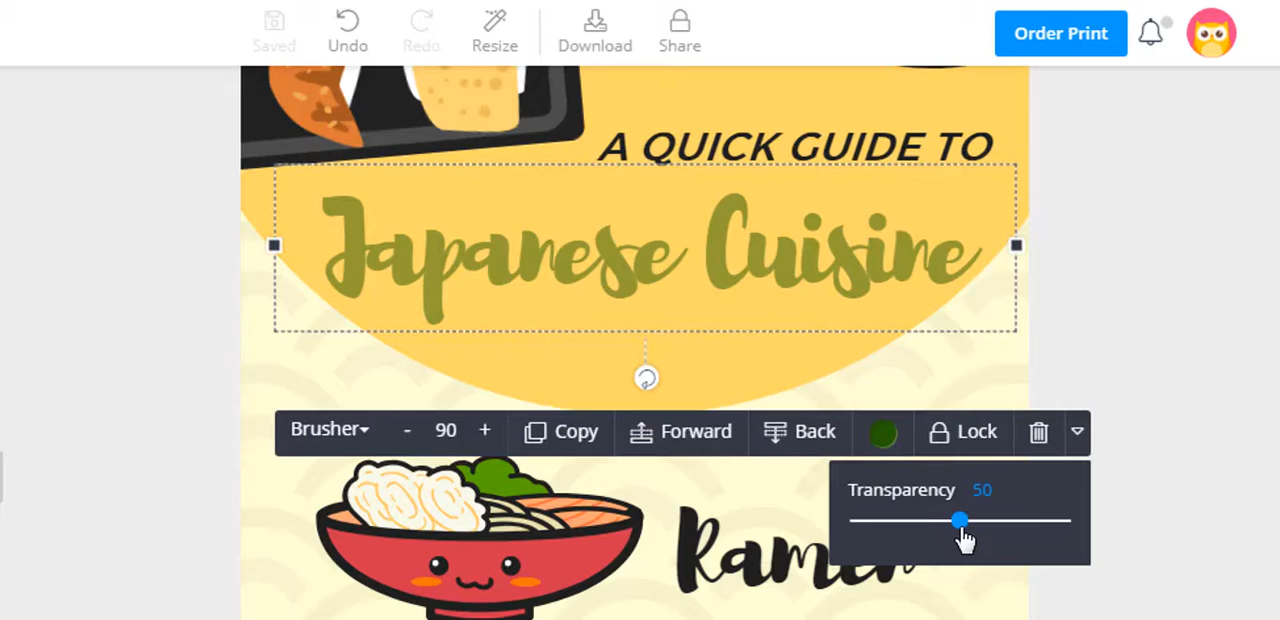 Saved Undo Redo Resize Download Share Order Print
A QUICK GUIDE TO
Japanese Cuisine
Brusher - 90 + Copy Forward Back Lock
Transparency 50
Ramen